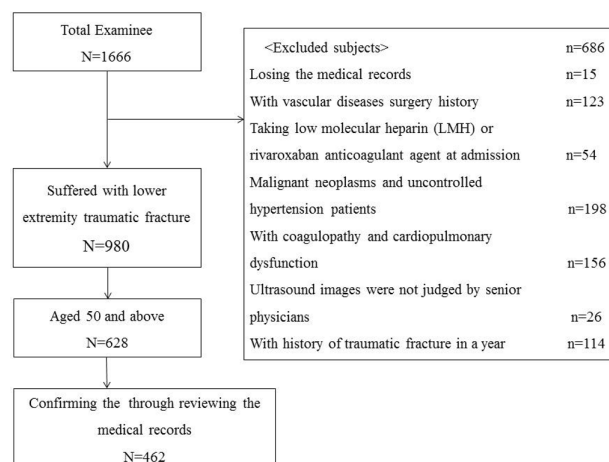 Total Examinee
N=1666
<Excluded subjects> n=686
Losing the medical records n=15
With vascular diseases surgery history n=123
Taking low molecular heparin (LMH) or
rivaroxaban anticoagulant agent at admission n=54
Malignant neoplasms and uncontrolled
hypertension patients n=198
With coagulopathy and cardiopulmonary
dysfunction n=156
Ultrasound images were not judged by senior
physicians n=26
With history of traumatic fracture in a year n=114
Suffered with lower
extremity traumatic fracture
N=980
Aged 50 and above
N=628
Confirming the through reviewing the
medical records
N=462